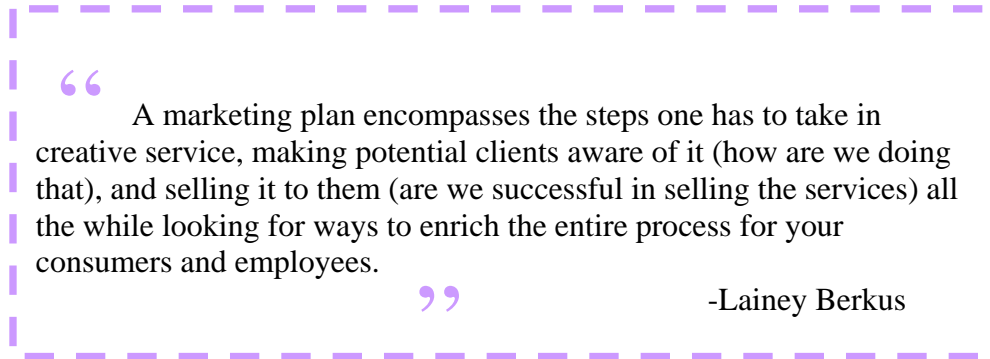 “
A marketing plan encompasses the steps one has to take in
creative service, making potential clients aware of it (how are we doing
that), and selling it to them (are we successful in selling the services) all
the while looking for ways to enrich the entire process for your
consumers and employees.
”
-Lainey Berkus